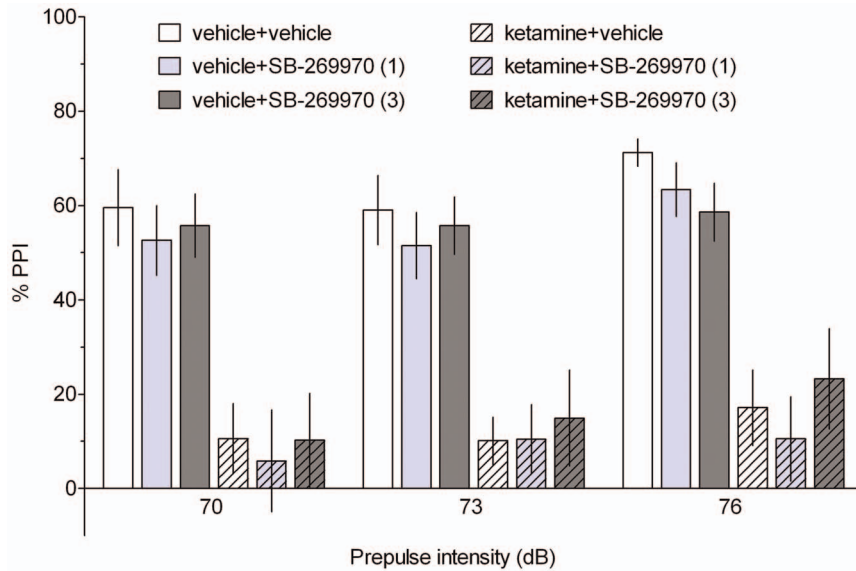 100
80
60
40
20
0
% PPI
vehicle+vehicle
vehicle+SB-269970 (1)
vehicle+SB-269970 (3)
ketamine+vehicle
ketamine+SB-269970 (1)
ketamine+SB-269970 (3)
70 73 76
Prepulse intensity (dB)